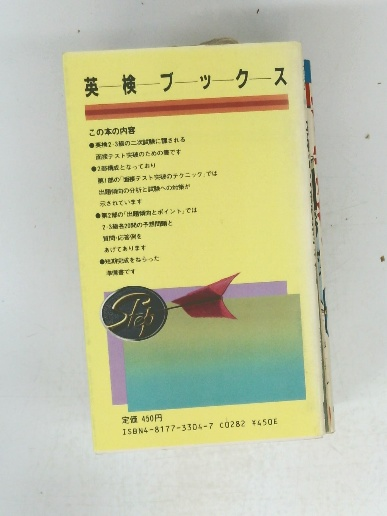 英検ブックス
この本の内容
●英検2・3級の二次試験に課される
面接テスト突破のための書です
●2部構成となっており
第1部の「面接テスト突破のテクニック」では
出題傾向の分析と試験への対策が
示されています
●第2部の「出題傾向とポイント」では
2・3級各20問の予想問題と
質問・応答例を
あげてあります
●短期完成をねらった
準備書です
Step
定価 450円
ISBN4-8177-3304-7 C0282 ¥450E